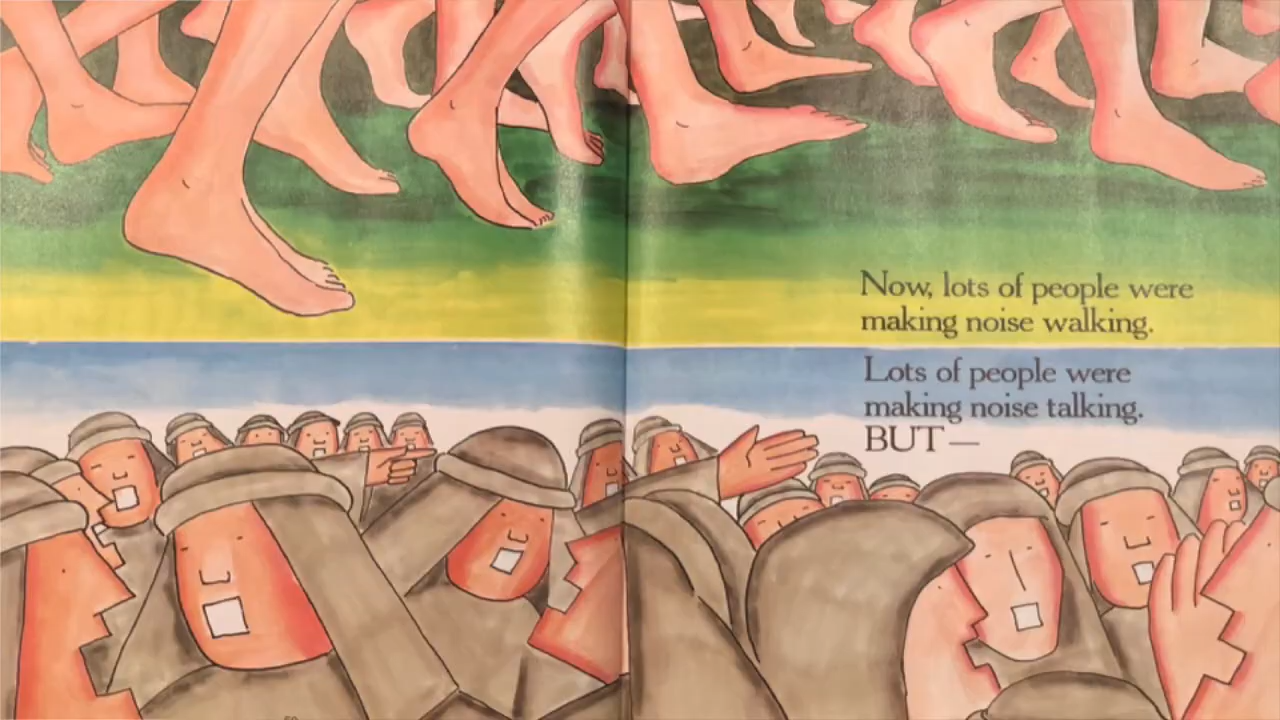 Now, lots of people were
making noise walking.
Lots of people were
making noise talking.
BUT —